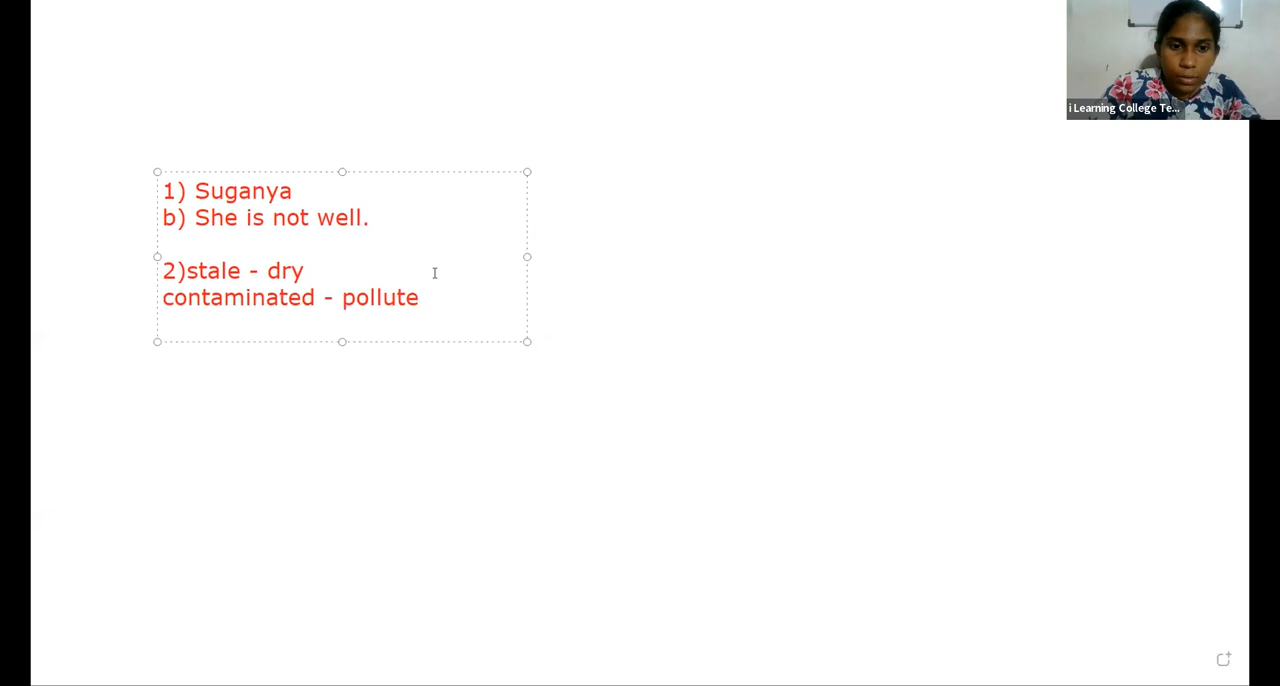 i Learning College Te...
1) Suganya
b) She is not well.
2)stale - dry
contaminated - pollute